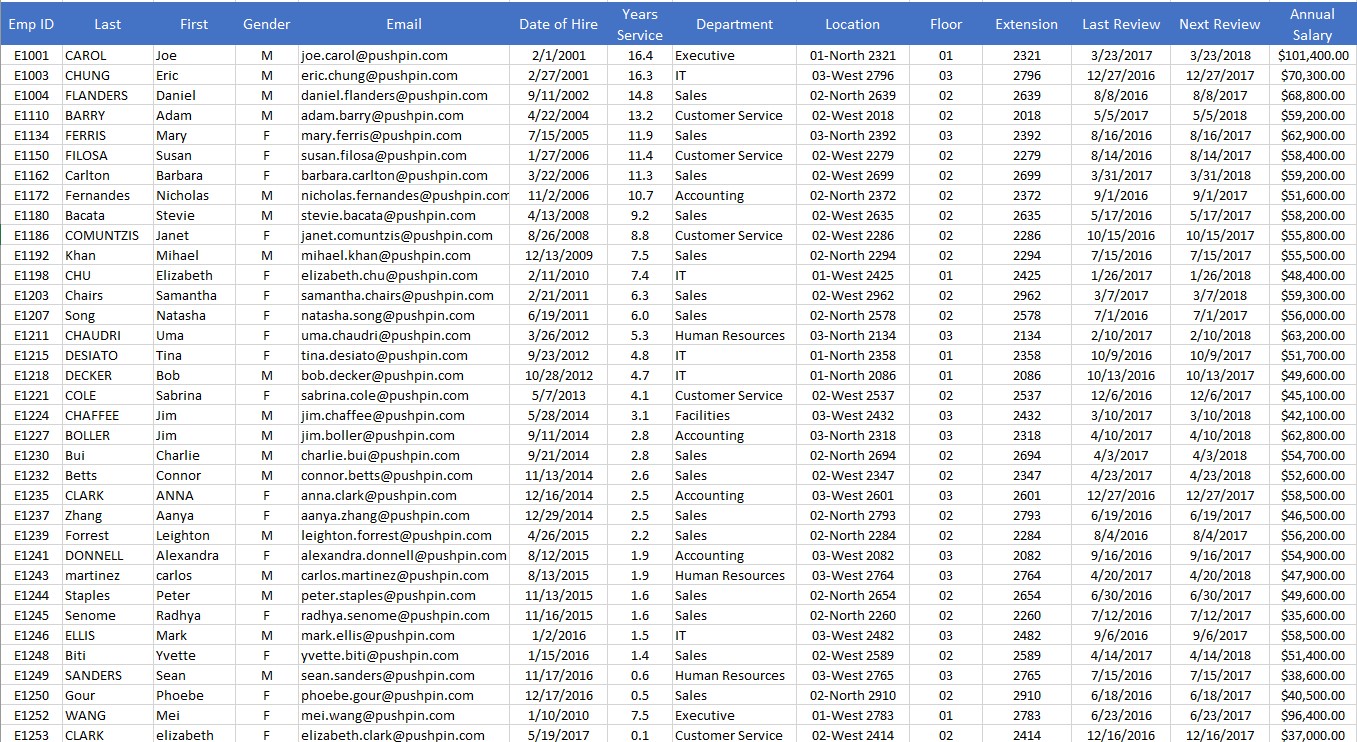 Emp ID Last First Gender Email Date of Hire Years Service Department Location Floor Extension Last Review Next Review Annual Salary
E1001 CAROL Joe M joe.carol@pushpin.com 2/1/2001 16.4 Executive 01-North 2321 01 2321 3/23/2017 3/23/2018 $101,400.00
E1003 CHUNG Eric M eric.chung@pushpin.com 2/27/2001 16.3 IT 03-West 2796 03 2796 12/27/2016 12/27/2017 $70,300.00
E1004 FLANDERS Daniel M daniel.flanders@pushpin.com 9/11/2002 14.8 Sales 02-North 2639 02 2639 8/8/2016 8/8/2017 $68,800.00
E1110 BARRY Adam M adam.barry@pushpin.com 4/22/2004 13.2 Customer Service 02-West 2018 02 2018 5/5/2017 5/5/2018 $59,200.00
E1134 FERRIS Mary F mary.ferris@pushpin.com 7/15/2005 11.9 Sales 03-North 2392 03 2392 8/16/2016 8/16/2017 $62,900.00
E1150 FILOSA Susan F susan.filosa@pushpin.com 1/27/2006 11.4 Customer Service 02-West 2279 02 2279 8/14/2016 8/14/2017 $58,400.00
E1162 Carlton Barbara F barbara.carlton@pushpin.com 3/22/2006 11.3 Sales 02-West 2699 02 2699 3/31/2017 3/31/2018 $59,200.00
E1172 Fernandes Nicholas M nicholas.fernandes@pushpin.com 11/2/2006 10.7 Accounting 02-North 2372 02 2372 9/1/2016 9/1/2017 $51,600.00
E1180 Bacata Stevie M stevie.bacata@pushpin.com 4/13/2008 9.2 Sales 02-West 2635 02 2635 5/17/2016 5/17/2017 $58,200.00
E1186 COMUNTZIS Janet F janet.comuntzis@pushpin.com 8/26/2008 8.8 Customer Service 02-West 2286 02 2286 10/15/2016 10/15/2017 $55,800.00
E1192 Khan Mihael M mihael.khan@pushpin.com 12/13/2009 7.5 Sales 02-North 2294 02 2294 7/15/2016 7/15/2017 $55,500.00
E1198 CHU Elizabeth F elizabeth.chu@pushpin.com 2/11/2010 7.4 IT 01-West 2425 01 2425 1/26/2017 1/26/2018 $48,400.00
E1203 Chairs Samantha F samantha.chairs@pushpin.com 2/21/2011 6.3 Sales 02-West 2962 02 2962 3/7/2017 3/7/2018 $59,300.00
E1207 Song Natasha F natasha.song@pushpin.com 6/19/2011 6.0 Sales 02-North 2578 02 2578 7/1/2016 7/1/2017 $56,000.00
E1211 CHAUDRI Uma F uma.chaudri@pushpin.com 3/26/2012 5.3 Human Resources 03-North 2134 03 2134 2/10/2017 2/10/2018 $63,200.00
E1215 DESIATO Tina F tina.desiato@pushpin.com 9/23/2012 4.8 IT 01-North 2358 01 2358 10/9/2016 10/9/2017 $51,700.00
E1218 DECKER Bob M bob.decker@pushpin.com 10/28/2012 4.7 IT 01-North 2086 01 2086 10/13/2016 10/13/2017 $49,600.00
E1221 COLE Sabrina F sabrina.cole@pushpin.com 5/7/2013 4.1 Customer Service 02-West 2537 02 2537 12/6/2016 12/6/2017 $45,100.00
E1224 CHAFFEE Jim M jim.chaffee@pushpin.com 5/28/2014 3.1 Facilities 03-West 2432 03 2432 3/10/2017 3/10/2018 $42,100.00
E1227 BOLLER Jim M jim.boller@pushpin.com 9/11/2014 2.8 Accounting 03-North 2318 03 2318 4/10/2017 4/10/2018 $62,800.00
E1230 Bui Charlie M charlie.bui@pushpin.com 9/21/2014 2.8 Sales 02-North 2694 02 2694 4/3/2017 4/3/2018 $54,700.00
E1232 Betts Connor M connor.betts@pushpin.com 11/13/2014 2.6 Sales 02-West 2347 02 2347 4/23/2017 4/23/2018 $52,600.00
E1235 CLARK ANNA F anna.clark@pushpin.com 12/16/2014 2.5 Accounting 03-West 2601 03 2601 12/27/2016 12/27/2017 $58,500.00
E1237 Zhang Aanya F aanya.zhang@pushpin.com 12/29/2014 2.5 Sales 02-North 2793 02 2793 6/19/2016 6/19/2017 $46,500.00
E1239 Forrest Leighton M leighton.forrest@pushpin.com 4/26/2015 2.2 Sales 02-North 2284 02 2284 8/4/2016 8/4/2017 $56,200.00
E1241 DONNELL Alexandra F alexandra.donnell@pushpin.com 8/12/2015 1.9 Accounting 03-West 2082 03 2082 9/16/2016 9/16/2017 $54,900.00
E1243 martinez carlos M carlos.martinez@pushpin.com 8/13/2015 1.9 Human Resources 03-West 2764 03 2764 4/20/2017 4/20/2018 $47,900.00
E1244 Staples Peter M peter.staples@pushpin.com 11/13/2015 1.6 Sales 02-North 2654 02 2654 6/30/2016 6/30/2017 $49,600.00
E1245 Senome Radhya F radhya.senome@pushpin.com 11/16/2015 1.6 Sales 02-North 2260 02 2260 7/12/2016 7/12/2017 $35,600.00
E1246 ELLIS Mark M mark.ellis@pushpin.com 1/2/2016 1.5 IT 03-West 2482 03 2482 9/6/2016 9/6/2017 $58,500.00
E1248 Biti Yvette F yvette.biti@pushpin.com 1/15/2016 1.4 Sales 02-West 2589 02 2589 4/14/2017 4/14/2018 $51,400.00
E1249 SANDERS Sean M sean.sanders@pushpin.com 11/17/2016 0.6 Human Resources 03-West 2765 03 2765 7/15/2016 7/15/2017 $38,600.00
E1250 Gour Phoebe F phoebe.gour@pushpin.com 12/17/2016 0.5 Sales 02-North 2910 02 2910 6/18/2016 6/18/2017 $40,500.00
E1252 WANG Mei F mei.wang@pushpin.com 1/10/2010 7.5 Executive 01-West 2783 01 2783 6/23/2016 6/23/2017 $96,400.00
E1253 CLARK elizabeth F elizabeth.clark@pushpin.com 5/19/2017 0.1 Customer Service 02-West 2414 02 2414 12/16/2016 12/16/2017 $37,000.00